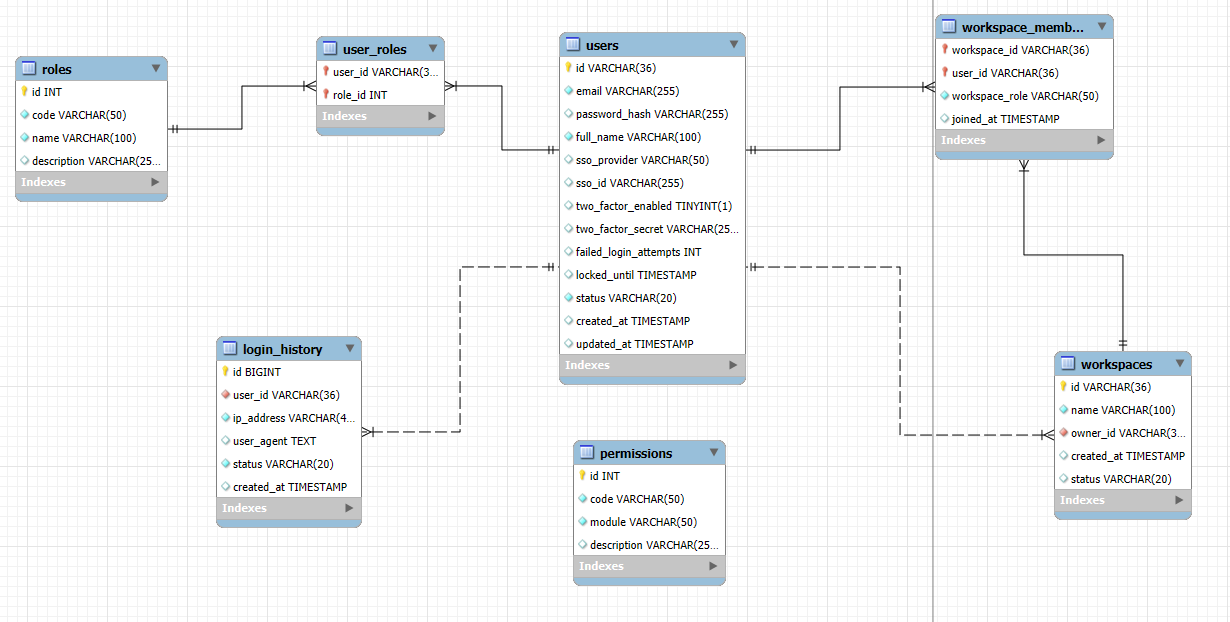 roles
id INT
code VARCHAR(50)
name VARCHAR(100)
description VARCHAR(25...
Indexes
user_roles
user_id VARCHAR(3...
role_id INT
Indexes
users
id VARCHAR(36)
email VARCHAR(255)
password_hash VARCHAR(255)
full_name VARCHAR(100)
sso_provider VARCHAR(50)
sso_id VARCHAR(255)
two_factor_enabled TINYINT(1)
two_factor_secret VARCHAR(25...
failed_login_attempts INT
locked_until TIMESTAMP
status VARCHAR(20)
created_at TIMESTAMP
updated_at TIMESTAMP
Indexes
workspace_memb...
workspace_id VARCHAR(36)
user_id VARCHAR(36)
workspace_role VARCHAR(50)
joined_at TIMESTAMP
Indexes
login_history
id BIGINT
user_id VARCHAR(36)
ip_address VARCHAR(4...
user_agent TEXT
status VARCHAR(20)
created_at TIMESTAMP
Indexes
permissions
id INT
code VARCHAR(50)
module VARCHAR(50)
description VARCHAR(25...
Indexes
workspaces
id VARCHAR(36)
name VARCHAR(100)
owner_id VARCHAR(3...
created_at TIMESTAMP
status VARCHAR(20)
Indexes